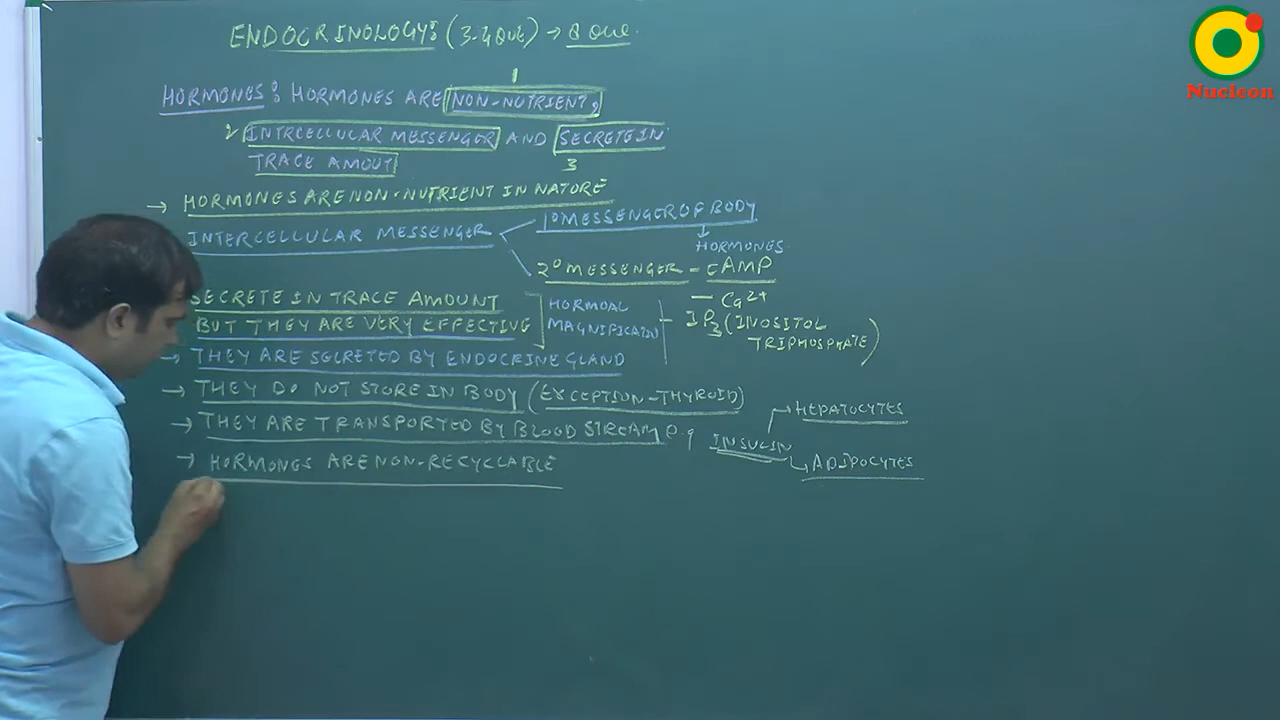 ENDOCRINOLOGY: (3-4 QUE) → 8 QUE.
Nucleon
1
HORMONES : HORMONES ARE NON-NUTRIENT,
2 INTRCELLULAR MESSENGER AND SECRETE IN
TRACE AMOUT 3
→ HORMONES ARE NON-NUTRIENT IN NATORE
INTERCELLULAR MESSENGER
1° MESSENGER OF BODY
↓
HORMONES
2° MESSENGER - CAMP
- Ca2+
IP3 (INOSITOL
TRIPHOSPHATE)
SECRETE IN TRACE AMOUNT
BUT THEY ARE VERY EFFECTIVE
HORMOAL
MAGNIFICATION
→ THEY ARE SECRETED BY ENDOCRINE GLAND
→ THEY DO NOT STORE IN BODY (EXCEPTION-THYROID)
→ THEY ARE TRANSPORTED BY BLOOD STREAM e.g INSULIN
→ HEPATOCYTES
→ ADIPOCYTES
→ HORMONES ARE NON-RECYCLABLE